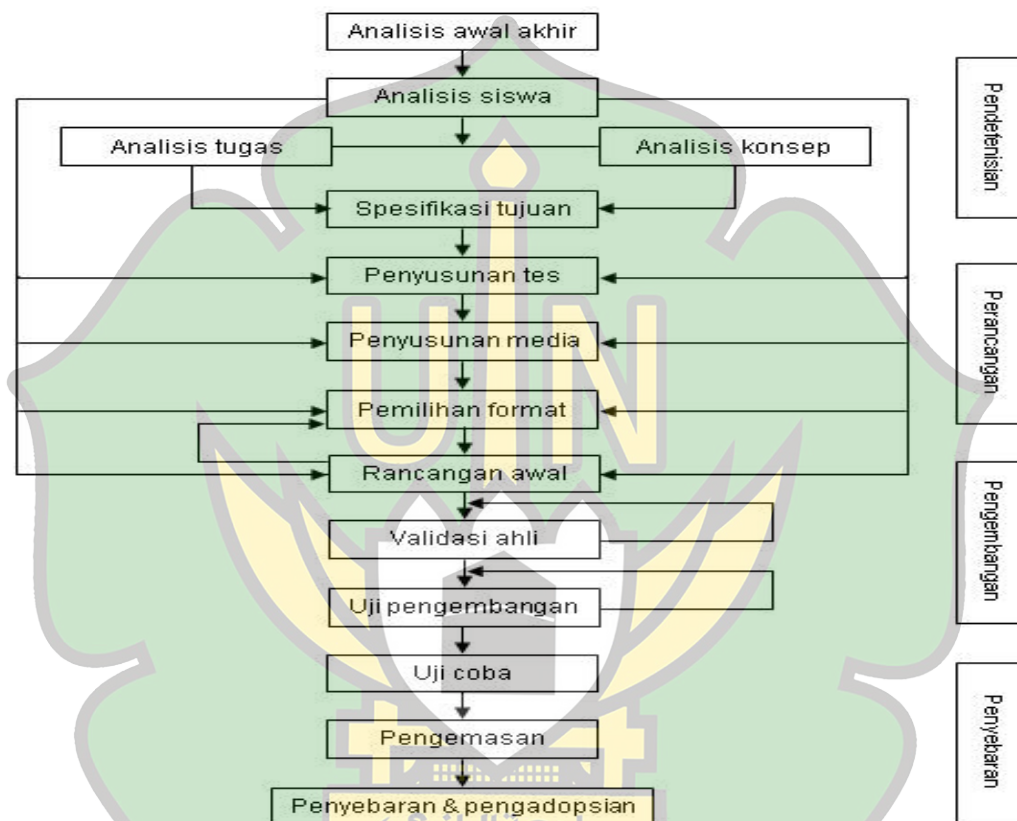 Analisis awal akhir
Analisis siswa
Analisis tugas
Analisis konsep
Spesifikasi tujuan
Penyusunan tes
Penyusunan media
Pemilihan format
Rancangan awal
Validasi ahli
Uji pengembangan
Uji coba
Pengemasan
Penyebaran & pengadopsian
Pendefenisian
Perancangan
Pengembangan
Penyebaran
UIN